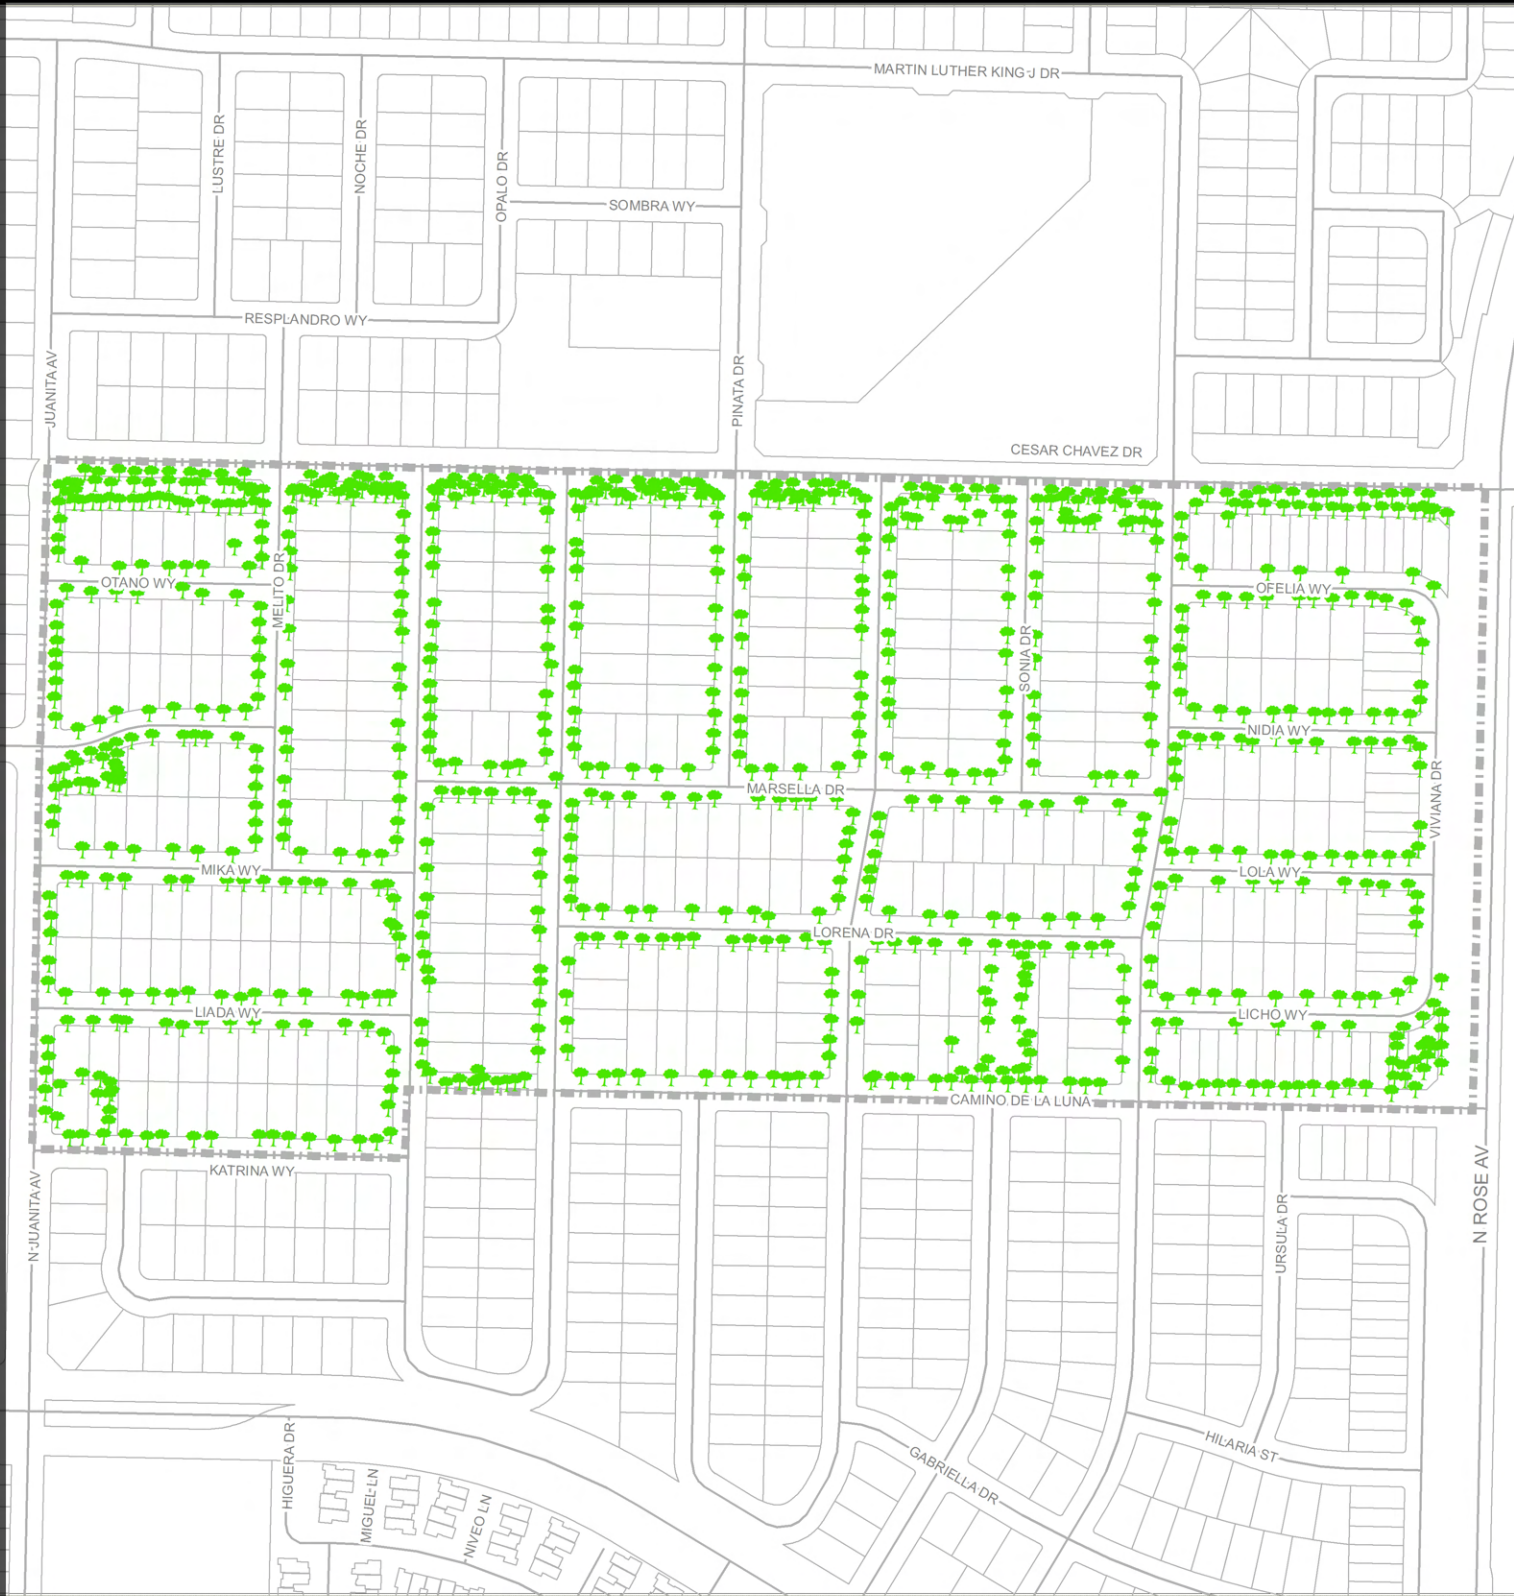 MARTIN LUTHER KING J DR
LUSTRE DR
NOCHE DR
OPALO DR
SOMBRA WY
RESPLANDRO WY
JUANITA AV
PINATA DR
CESAR CHAVEZ DR
OTANO WY
MELITO DR
OFELIA WY
SONIA DR
NIDIA WY
MARSELLA DR
VIVIANA DR
MIKA WY
LOLA WY
LORENA DR
LIADA WY
LICHO WY
CAMINO DE LA LUNA
KATRINA WY
N JUANITA AV
URSULA DR
N ROSE AV
HIGUERA DR
MIGUEL LN
NIVEO LN
GABRIELLA DR
HILARIA ST